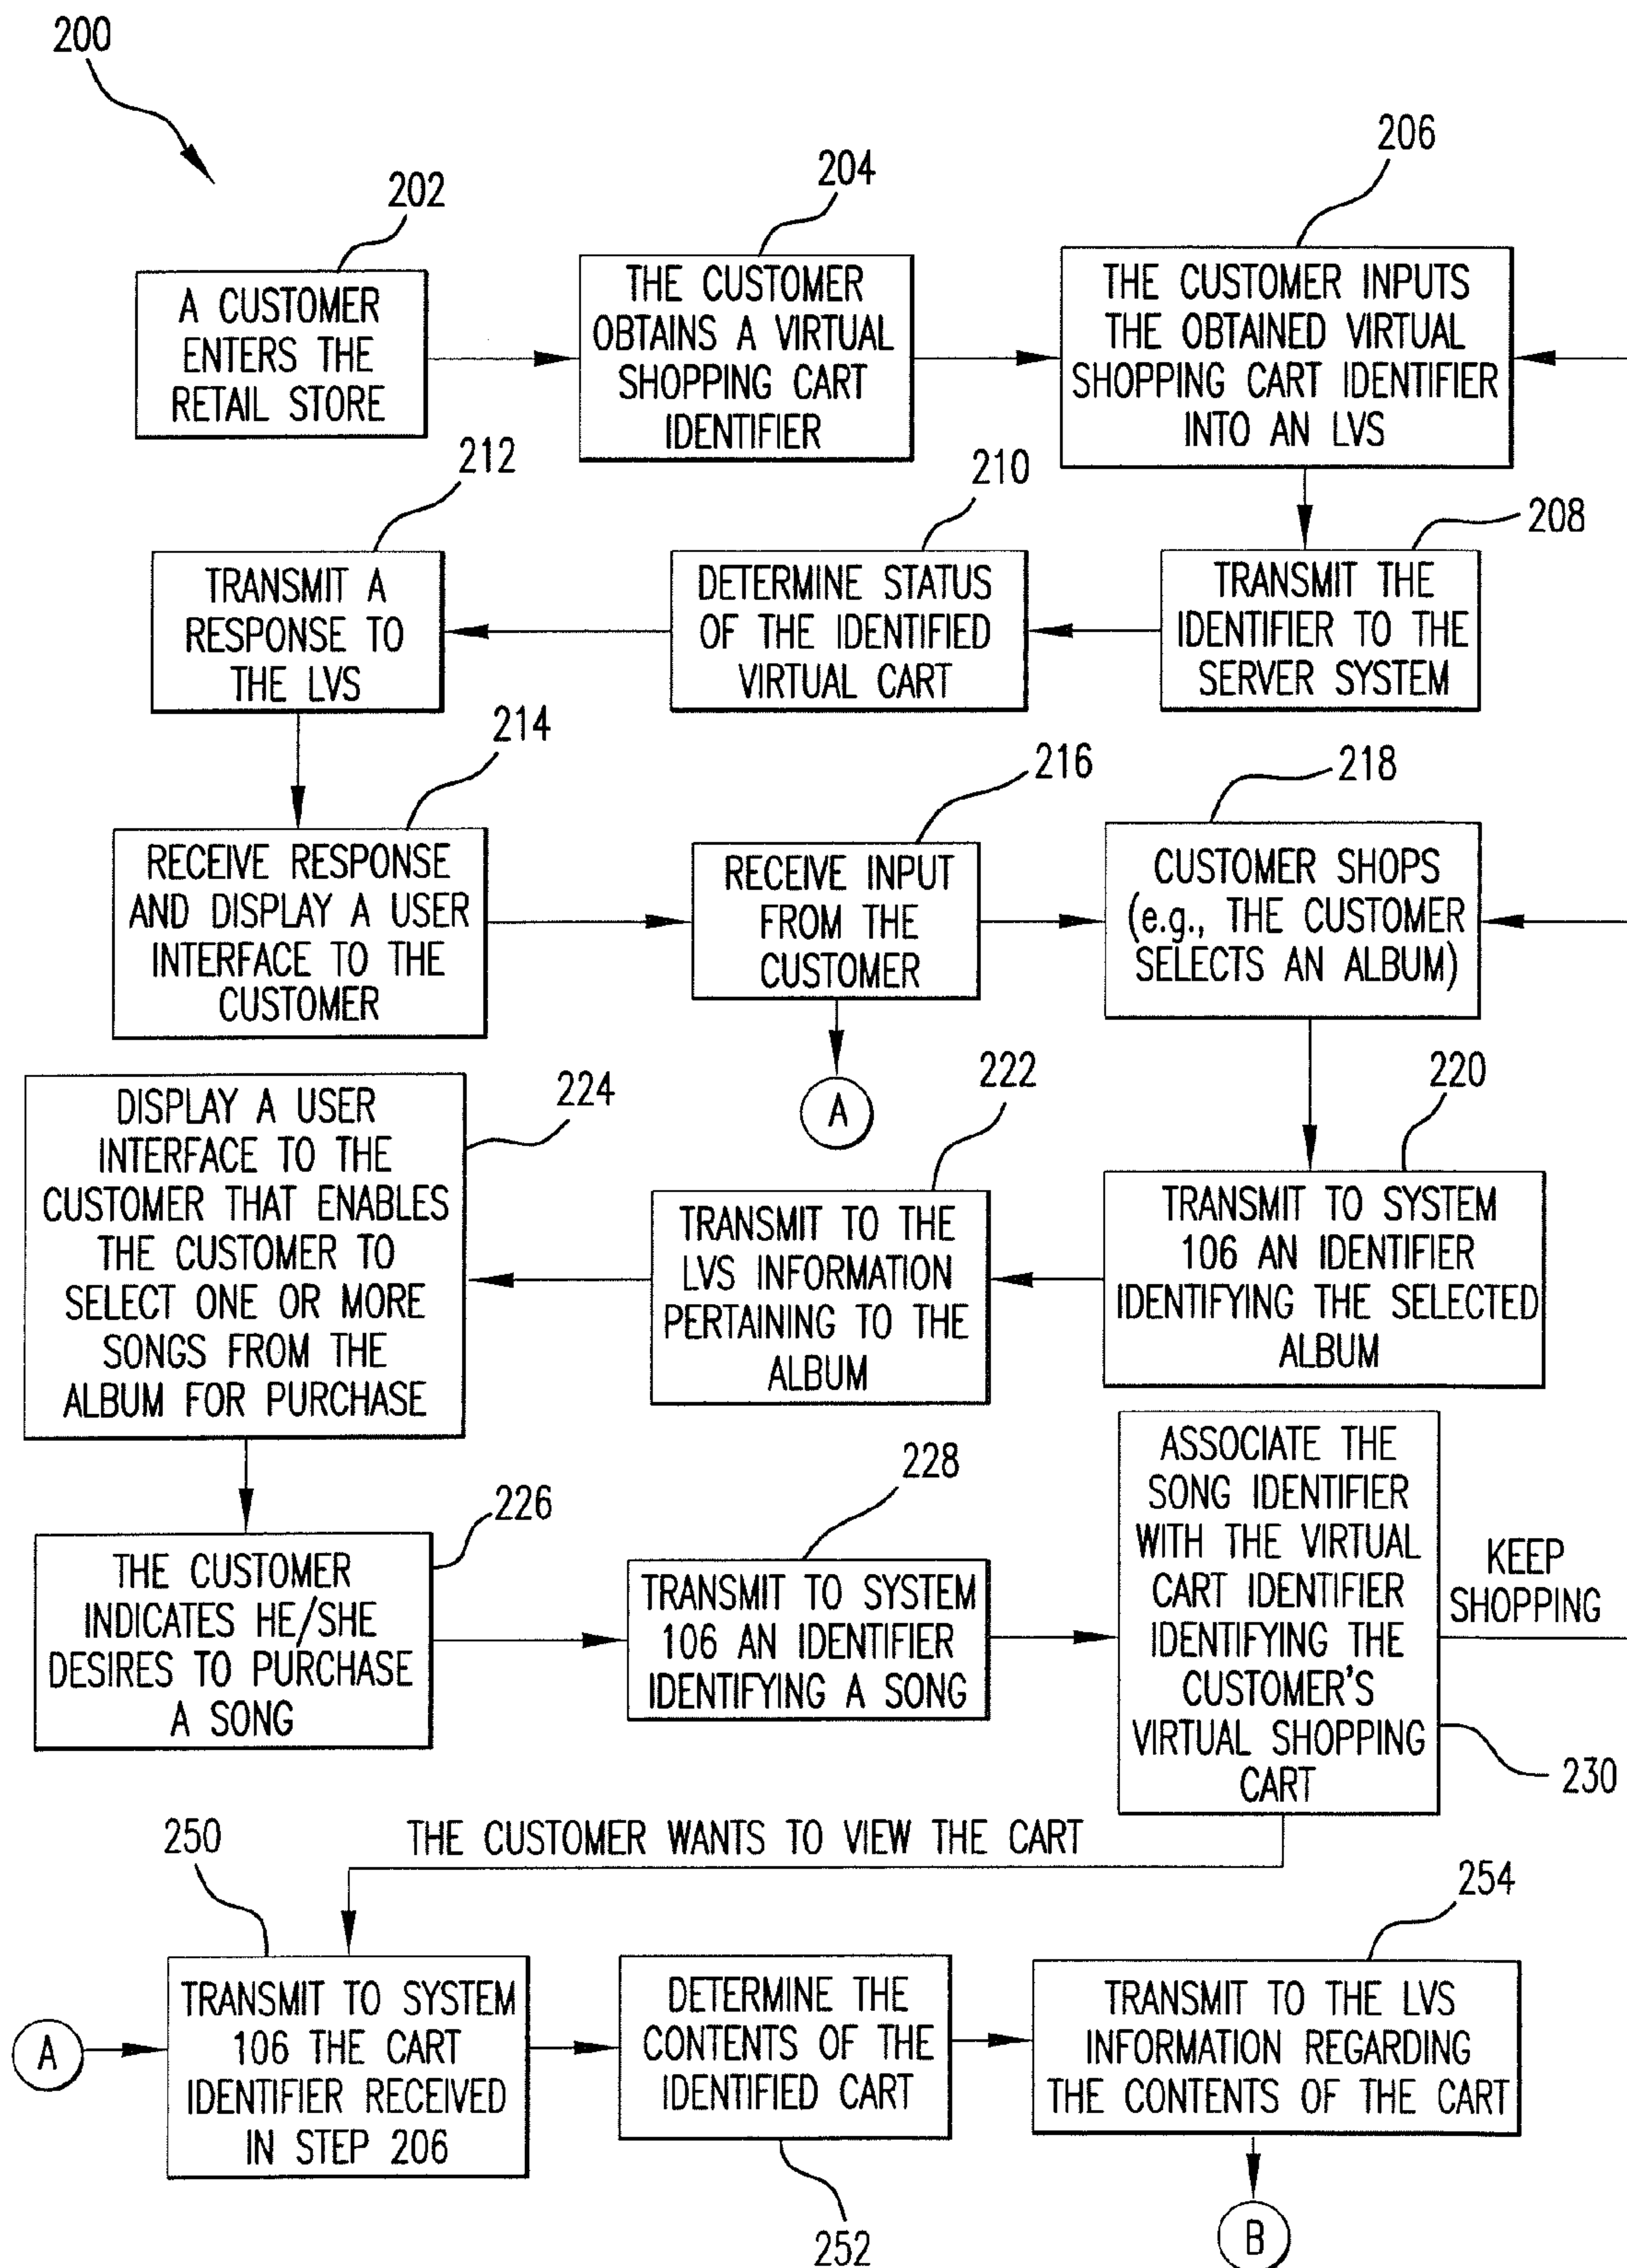 200
202
A CUSTOMER
ENTERS THE
RETAIL STORE
204
THE CUSTOMER
OBTAINS A VIRTUAL
SHOPPING CART
IDENTIFIER
206
THE CUSTOMER INPUTS
THE OBTAINED VIRTUAL
SHOPPING CART IDENTIFIER
INTO AN LVS
208
TRANSMIT THE
IDENTIFIER TO THE
SERVER SYSTEM
210
DETERMINE STATUS
OF THE IDENTIFIED
VIRTUAL CART
212
TRANSMIT A
RESPONSE TO
THE LVS
214
RECEIVE RESPONSE
AND DISPLAY A USER
INTERFACE TO THE
CUSTOMER
216
RECEIVE INPUT
FROM THE
CUSTOMER
A
218
CUSTOMER SHOPS
(e.g., THE CUSTOMER
SELECTS AN ALBUM)
220
TRANSMIT TO SYSTEM
106 AN IDENTIFIER
IDENTIFYING THE SELECTED
ALBUM
222
TRANSMIT TO THE
LVS INFORMATION
PERTAINING TO THE
ALBUM
224
DISPLAY A USER
INTERFACE TO THE
CUSTOMER THAT ENABLES
THE CUSTOMER TO
SELECT ONE OR MORE
SONGS FROM THE
ALBUM FOR PURCHASE
226
THE CUSTOMER
INDICATES HE/SHE
DESIRES TO PURCHASE
A SONG
228
TRANSMIT TO SYSTEM
106 AN IDENTIFIER
IDENTIFYING A SONG
ASSOCIATE THE
SONG IDENTIFIER
WITH THE VIRTUAL
CART IDENTIFIER
IDENTIFYING THE
CUSTOMER'S
VIRTUAL SHOPPING
CART
230
KEEP
SHOPPING
THE CUSTOMER WANTS TO VIEW THE CART
A
250
TRANSMIT TO SYSTEM
106 THE CART
IDENTIFIER RECEIVED
IN STEP 206
DETERMINE THE
CONTENTS OF THE
IDENTIFIED CART
252
254
TRANSMIT TO THE LVS
INFORMATION REGARDING
THE CONTENTS OF THE CART
B